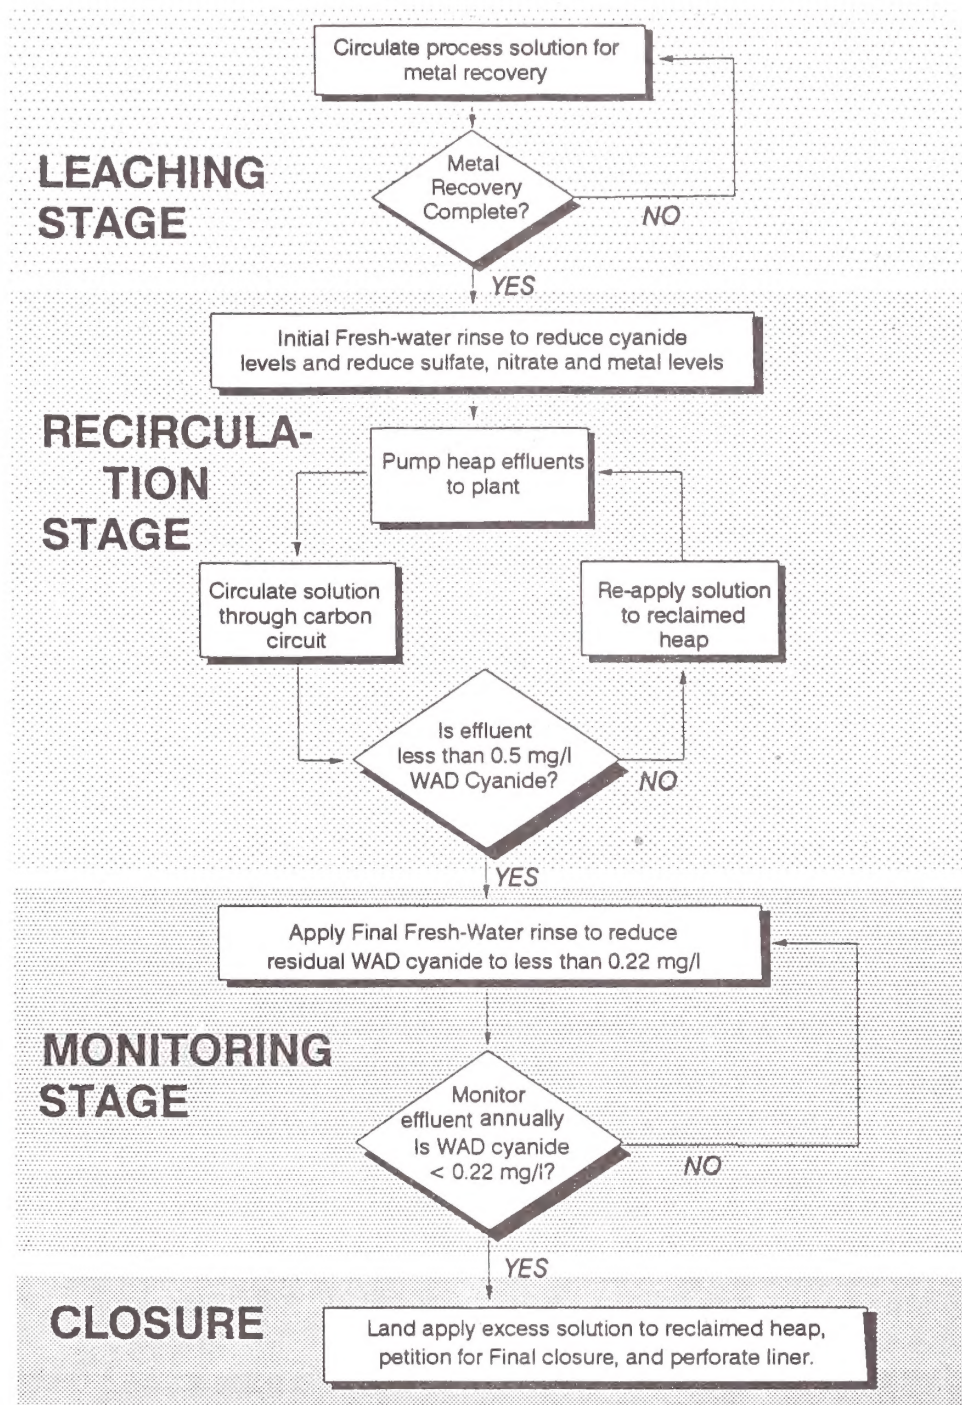 Circulate process solution for
metal recovery
LEACHING
STAGE
Metal
Recovery
Complete?
NO
YES
Initial Fresh-water rinse to reduce cyanide
levels and reduce sulfate, nitrate and metal levels
RECIRCULA-
TION
STAGE
Pump heap effluents
to plant
Circulate solution
through carbon
circuit
Re-apply solution
to reclaimed
heap
Is effluent
less than 0.5 mg/l
WAD Cyanide?
NO
YES
Apply Final Fresh-Water rinse to reduce
residual WAD cyanide to less than 0.22 mg/l
MONITORING
STAGE
Monitor
effluent annually
Is WAD cyanide
< 0.22 mg/l?
NO
YES
CLOSURE
Land apply excess solution to reclaimed heap,
petition for Final closure, and perforate liner.